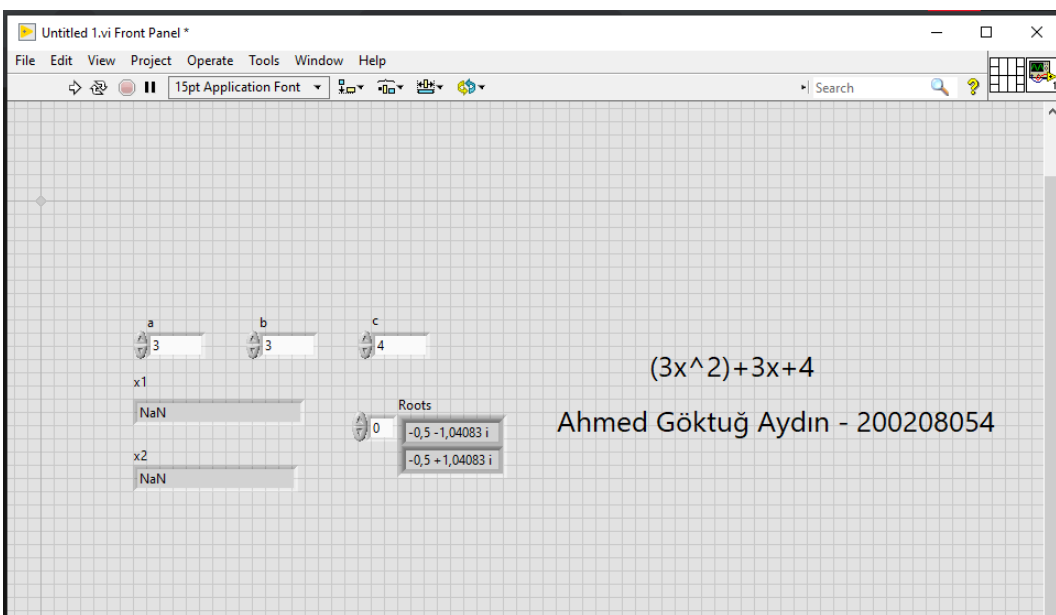 Untitled 1.vi Front Panel *
File Edit View Project Operate Tools Window Help
15pt Application Font Search
a b c
3 3 4
(3x^2)+3x+4
x1
NaN
Roots
0 -0,5 -1,04083 i
Ahmed Göktuğ Aydın - 200208054
x2
-0,5 +1,04083 i
NaN